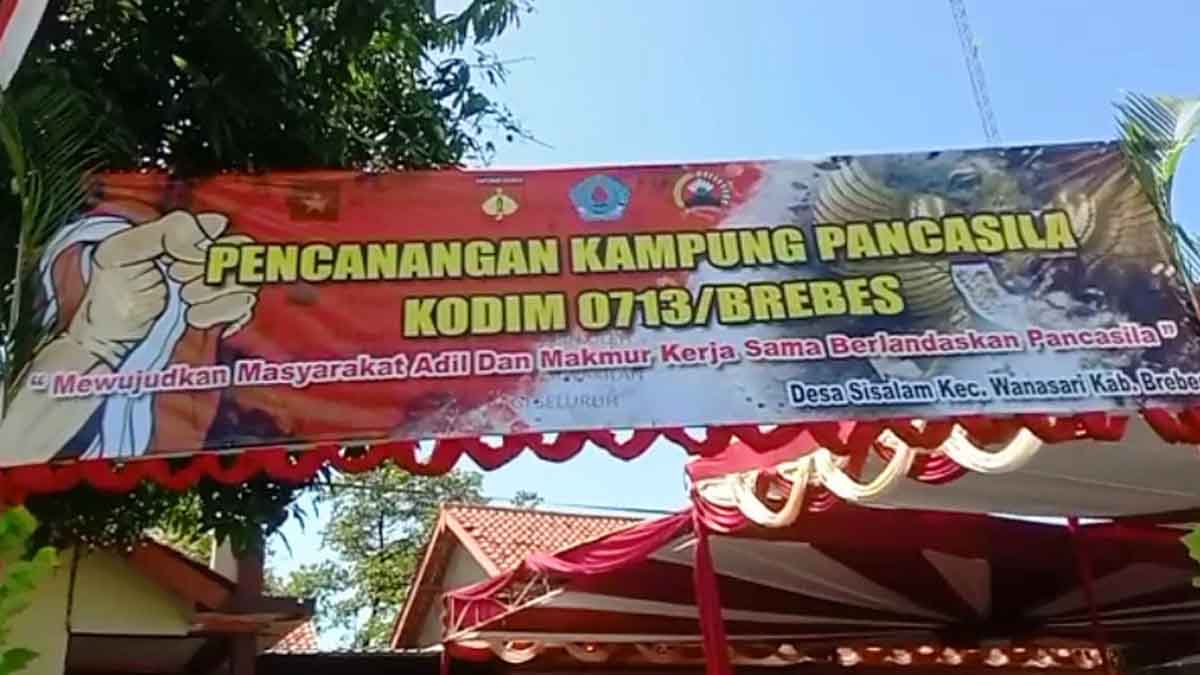 PENCANANGAN KAMPUNG PANCASILA
KODIM 0713/BREBES
“ Mewujudkan Masyarakat Adil Dan Makmur Kerja Sama Berlandaskan Pancasila ”
SELURUH
Desa Sisalam Kec. Wanasari Kab. Brebes